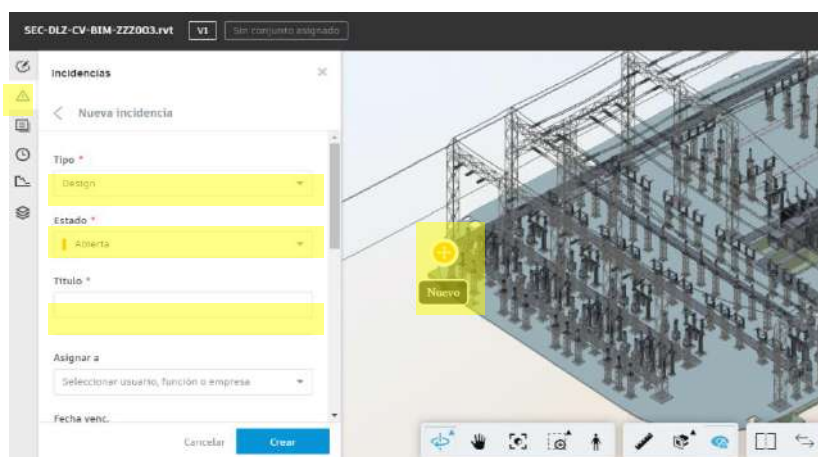 SEC-DLZ-CV-BIM-ZZZ003.rvt V1 Sin conjunto asignado
Incidencias
Nueva incidencia
Tipo *
Design
Estado *
Abierta
Título *
Asignar a
Seleccionar usuario, función o empresa
Fecha venc.
Cancelar Crear
Nuevo